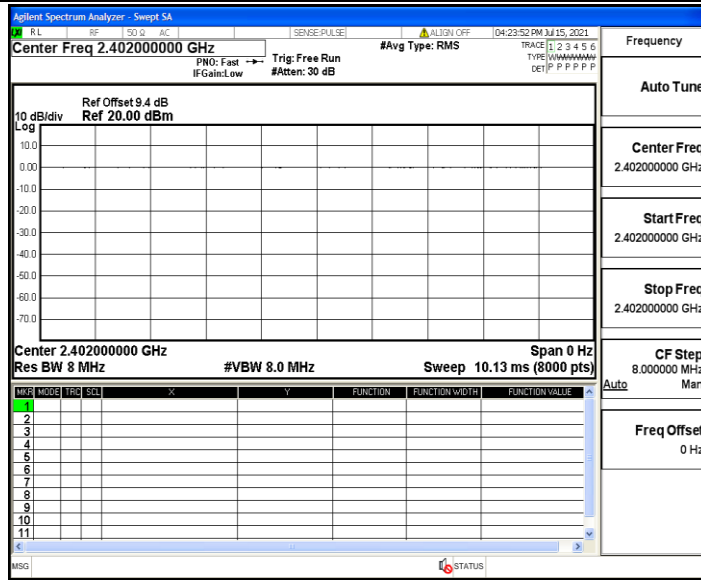 Agilent Spectrum Analyzer - Swept SA
RL RF 50 Ω AC SENSE:PULSE ALIGN OFF 04:23:52 PM Jul 15, 2021
Center Freq 2.402000000 GHz #Avg Type: RMS TRACE 1 2 3 4 5 6
PNO: Fast Trig: Free Run TYPE WWWWWW
IFGain:Low #Atten: 30 dB DET P P P P P P
Ref Offset 9.4 dB
10 dB/div Ref 20.00 dBm
Log
10.0
0.00
-10.0
-20.0
-30.0
-40.0
-50.0
-60.0
-70.0
Center 2.402000000 GHz Span 0 Hz
Res BW 8 MHz #VBW 8.0 MHz Sweep 10.13 ms (8000 pts)
MKR MODE TRC SCL X Y FUNCTION FUNCTION WIDTH FUNCTION VALUE
1
2
3
4
5
6
7
8
9
10
11
MSG STATUS
Frequency
Auto Tune
Center Freq
2.402000000 GHz
Start Freq
2.402000000 GHz
Stop Freq
2.402000000 GHz
CF Step
8.000000 MHz
Auto Man
Freq Offset
0 Hz